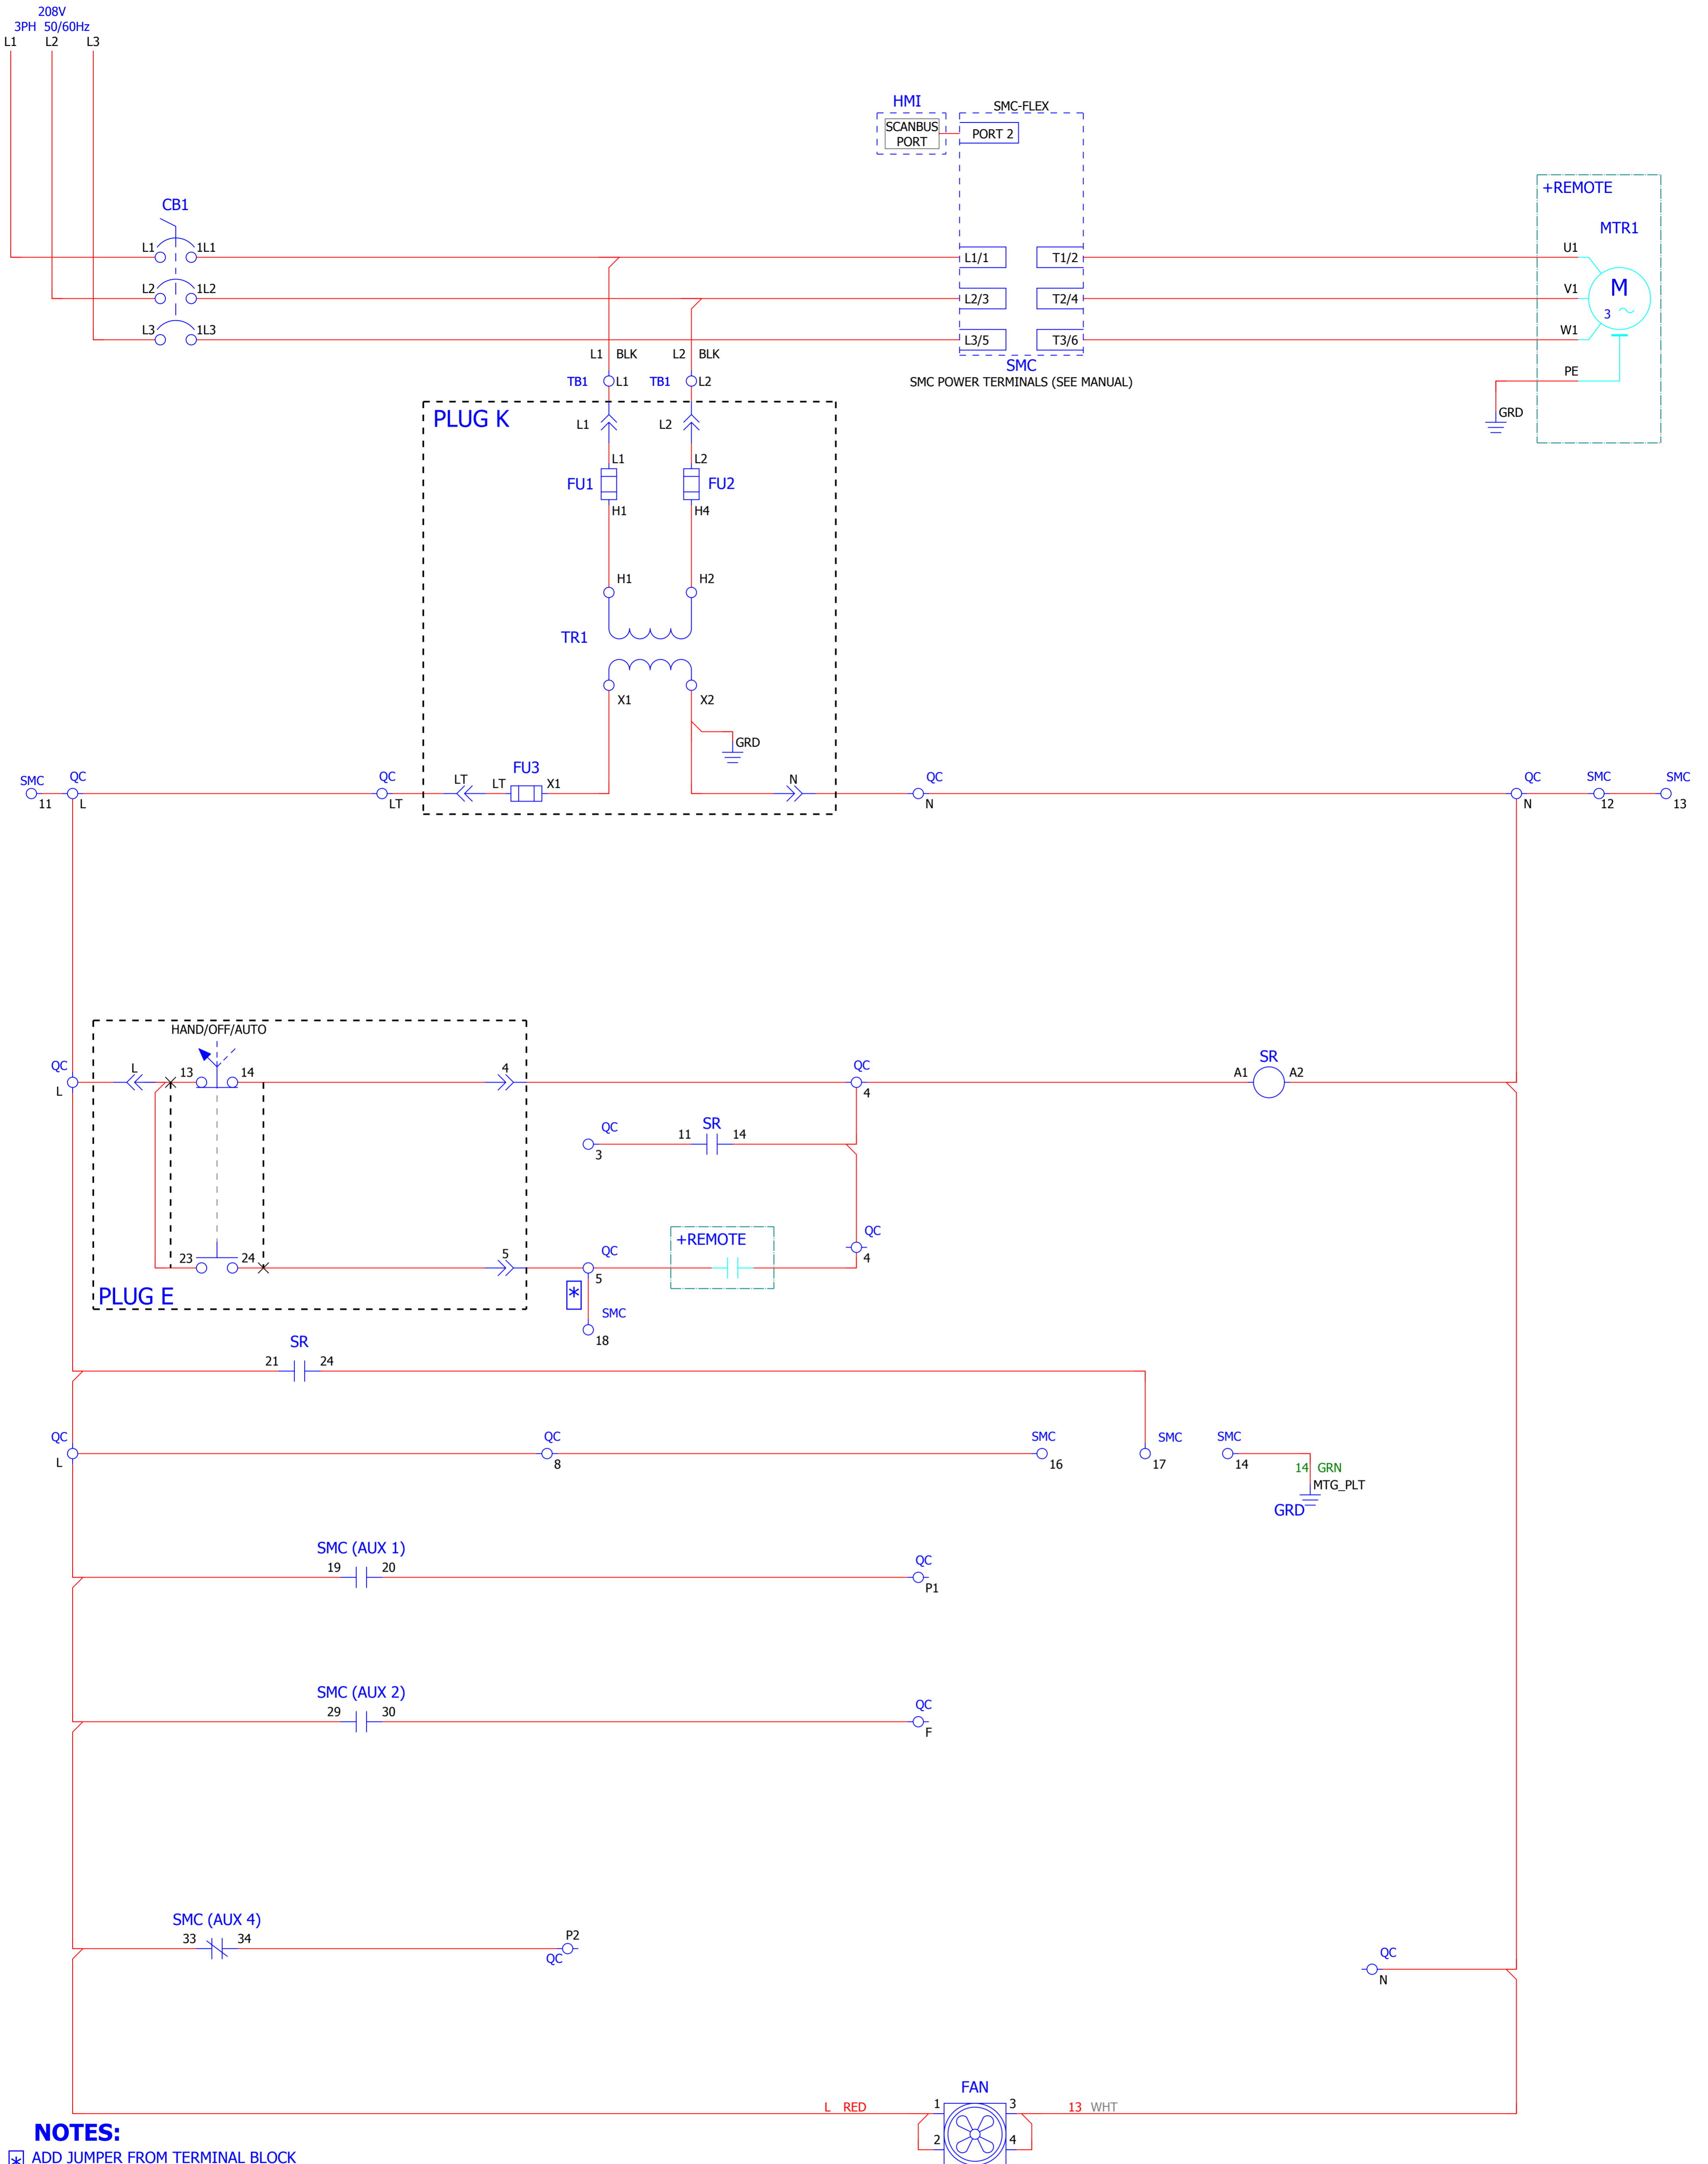 208V
3PH 50/60Hz
L1 L2 L3
HMI
SMC-FLEX
SCANBUS
PORT
PORT 2
+REMOTE
MTR1
CB1
L1 1L1
L2 1L2
L3 1L3
L1/1 T1/2
L2/3 T2/4
L3/5 T3/6
U1
V1
W1
PE
M
3
GRD
SMC
SMC POWER TERMINALS (SEE MANUAL)
L1 BLK L2 BLK
TB1 L1 TB1 L2
PLUG K
L1 L2
L1 L2
FU1 FU2
H1 H4
H1 H2
TR1
X1 X2
GRD
SMC QC QC LT LT FU3 X1 N QC QC SMC SMC
11 L LT N N 12 13
HAND/OFF/AUTO
QC L 13 14 4 QC SR
L 4 A1 A2
QC 11 SR 14
3
+REMOTE
QC
4
23 24 5 QC
5
PLUG E
*
SMC
18
SR
21 24
QC QC SMC SMC SMC
L 8 16 17 14
14 GRN
MTG_PLT
GRD
SMC (AUX 1)
19 20 QC
P1
SMC (AUX 2)
29 30 QC
F
SMC (AUX 4)
33 34 P2
QC
QC
N
FAN
L RED 1 3 13 WHT
2 4
NOTES:
* ADD JUMPER FROM TERMINAL BLOCK